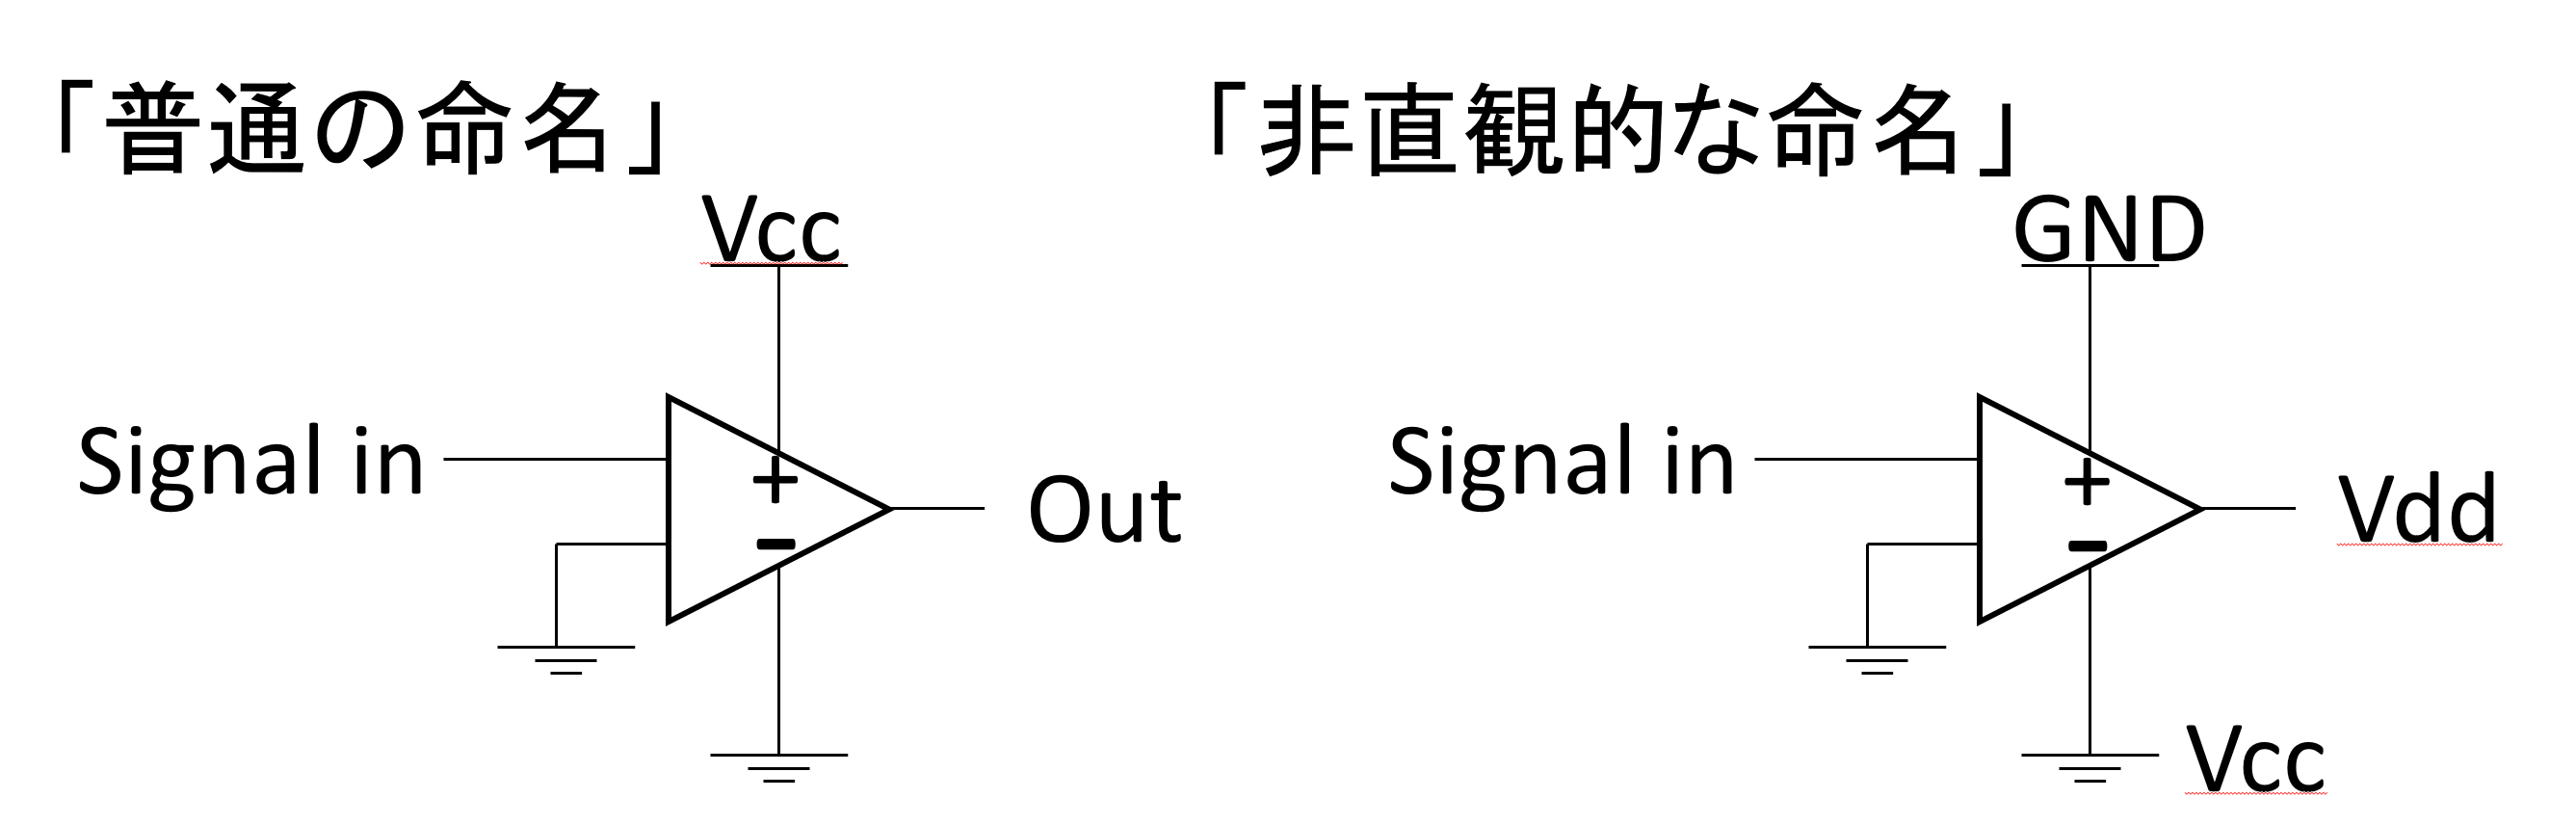 「普通の命名」
Vcc
Signal in
+
Out
-
「非直観的な命名」
GND
Signal in
+
Vdd
-
Vcc